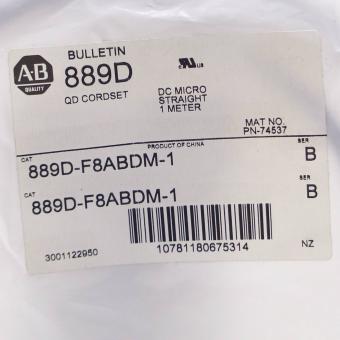 BULLETIN
A-B
QUALITY
889D
QD CORDSET
DC MICRO
STRAIGHT
1 METER
MAT NO.
PN-74537
PRODUCT OF CHINA
CAT
SER
889D-F8ABDM-1
B
CAT
SER
889D-F8ABDM-1
B
3001122950
10781180675314
NZ